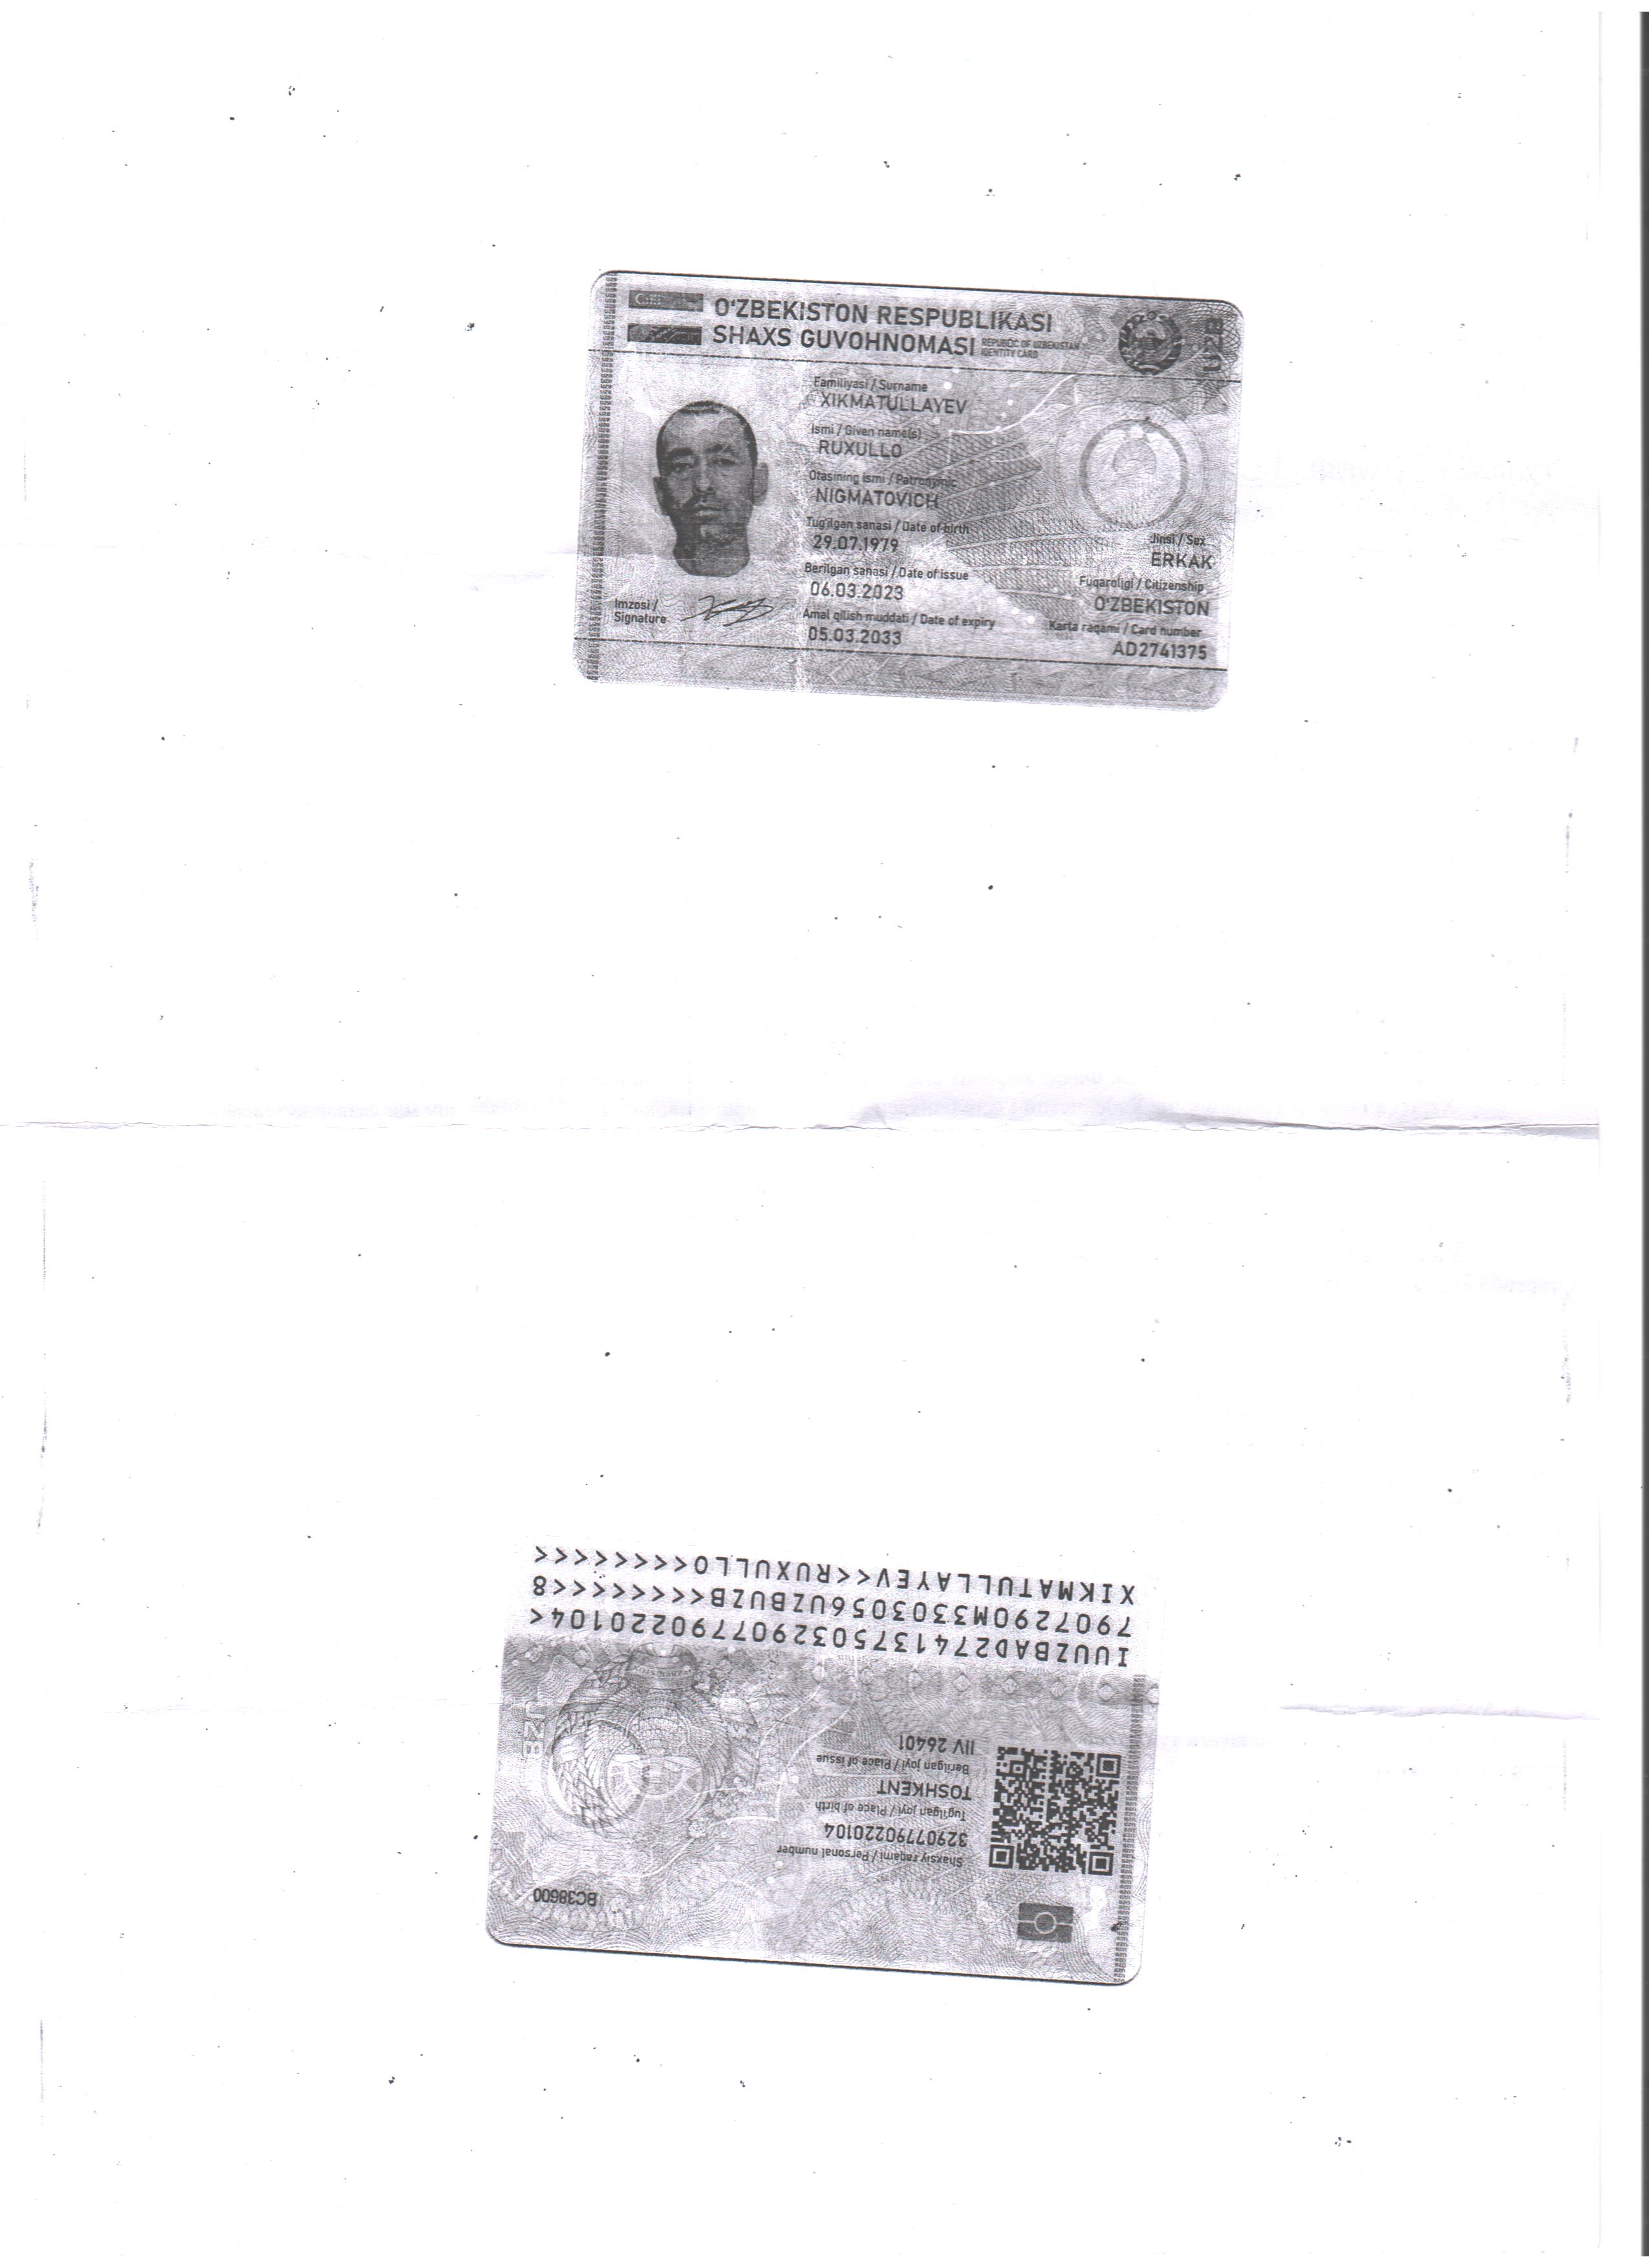 O‘ZBEKISTON RESPUBLIKASI
SHAXS GUVOHNOMASI
REPUBLIC OF UZBEKISTAN
IDENTITY CARD
UZB
Familiyasi / Surname
XIKMATULLAYEV
Ismi / Given name(s)
RUXULLO
Otasining ismi / Patronymic
NIGMATOVICH
Tug‘ilgan sanasi / Date of birth
29.07.1979
Jinsi / Sex
ERKAK
Berilgan sanasi / Date of issue
06.03.2023
Fuqaroligi / Citizenship
O‘ZBEKISTON
Amal qilish muddati / Date of expiry
05.03.2033
Karta raqami / Card number
AD2741375
Imzosi /
Signature
BC38600
Shaxsiy raqami / Personal number
32907790220104
Tug‘ilgan joyi / Place of birth
TOSHKENT
Berilgan joyi / Place of issue
IIV 26401
UZB
IUUZBAD2741375032907790220104<
7907290M3303056UZBUZB<<<<<<<<8
XIKMATULLAYEV<<RUXULLO<<<<<<<<